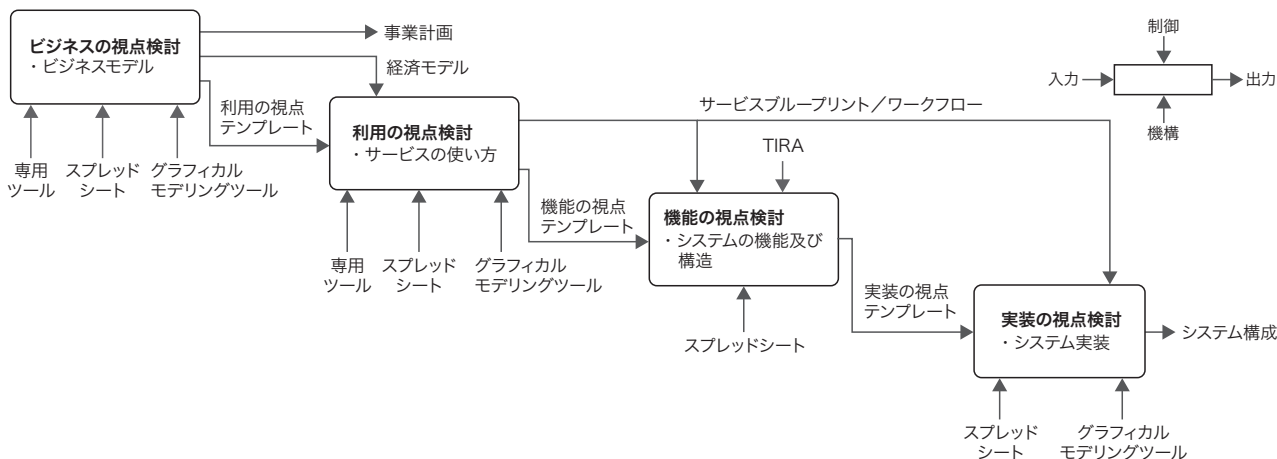 ビジネスの視点検討
・ビジネスモデル
事業計画
経済モデル
利用の視点
テンプレート
専用
ツール
スプレッド
シート
グラフィカル
モデリングツール
利用の視点検討
・サービスの使い方
サービスブループリント／ワークフロー
TIRA
機能の視点
テンプレート
専用
ツール
スプレッド
シート
グラフィカル
モデリングツール
機能の視点検討
・システムの機能及び
構造
スプレッドシート
実装の視点
テンプレート
実装の視点検討
・システム実装
システム構成
スプレッド
シート
グラフィカル
モデリングツール
制御
入力
出力
機構